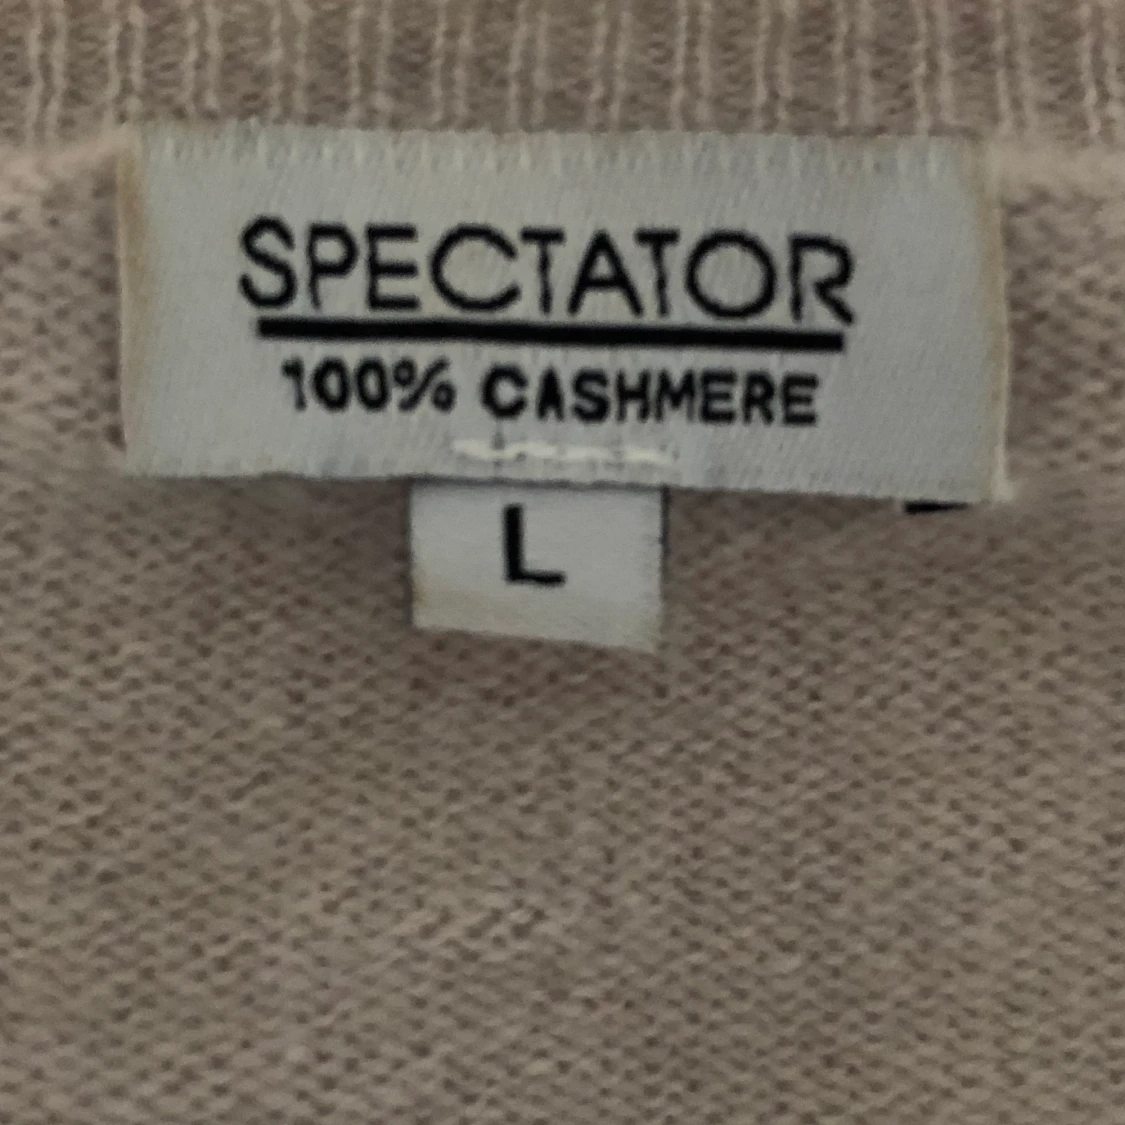 SPECTATOR
100% CASHMERE
L